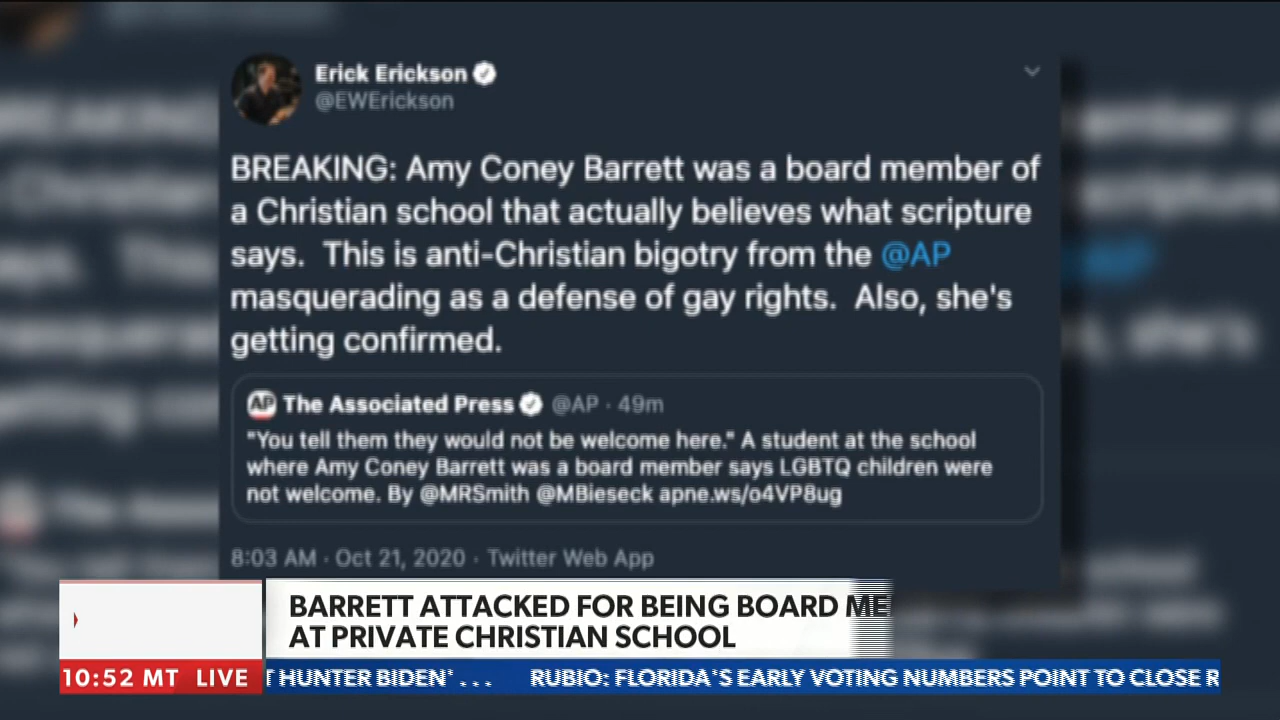 Erick Erickson
@EWErickson
BREAKING: Amy Coney Barrett was a board member of
a Christian school that actually believes what scripture
says. This is anti-Christian bigotry from the @AP
masquerading as a defense of gay rights. Also, she's
getting confirmed.
AP The Associated Press @AP · 49m
"You tell them they would not be welcome here." A student at the school
where Amy Coney Barrett was a board member says LGBTQ children were
not welcome. By @MRSmith @MBieseck apne.ws/o4VP8ug
8:03 AM · Oct 21, 2020 · Twitter Web App
BARRETT ATTACKED FOR BEING BOARD ME
AT PRIVATE CHRISTIAN SCHOOL
10:52 MT LIVE
T HUNTER BIDEN' . . . RUBIO: FLORIDA'S EARLY VOTING NUMBERS POINT TO CLOSE R